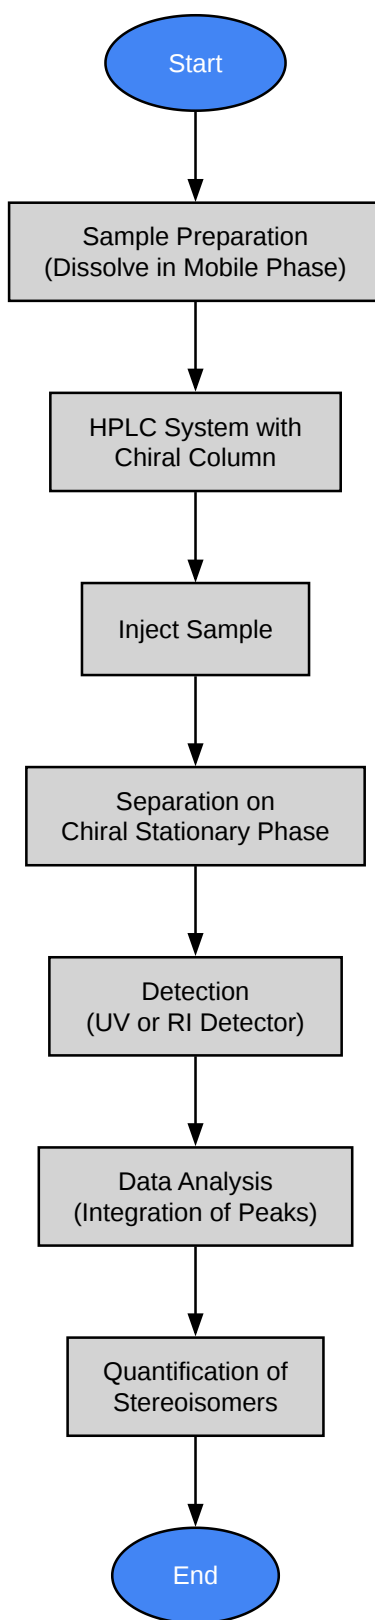 Start
Sample Preparation
(Dissolve in Mobile Phase)
HPLC System with
Chiral Column
Inject Sample
Separation on
Chiral Stationary Phase
Detection
(UV or RI Detector)
Data Analysis
(Integration of Peaks)
Quantification of
Stereoisomers
End